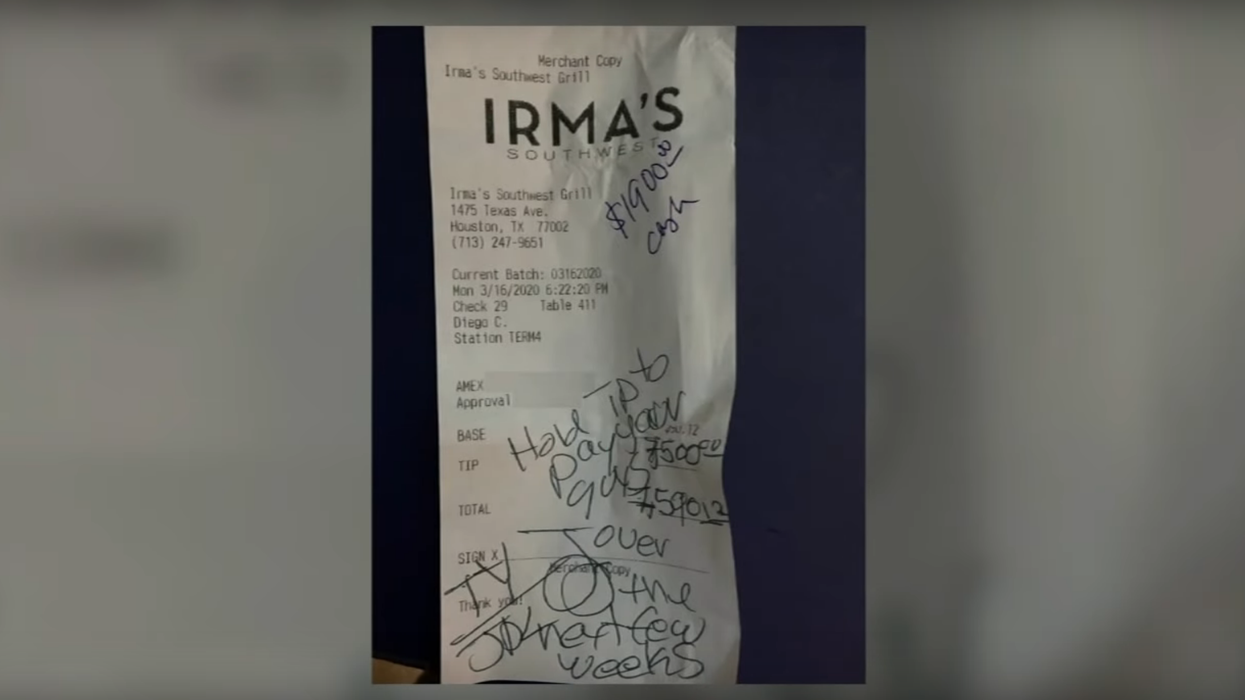 Merchant Copy
Irma's Southwest Grill
IRMA'S
SOUTHWEST
$1900.00
cash
Irma's Southwest Grill
1475 Texas Ave.
Houston, TX 77002
(713) 247-9651
Current Batch: 03162020
Mon 3/16/2020 6:22:20 PM
Check 29 Table 411
Diego C.
Station TERM4
AMEX
Approval
BASE
TIP 7500.00
TOTAL 7590.12
Hold TIP to
Pay your
guys
over
SIGN X
Merchant Copy
the
Thank you!
next few
weeks